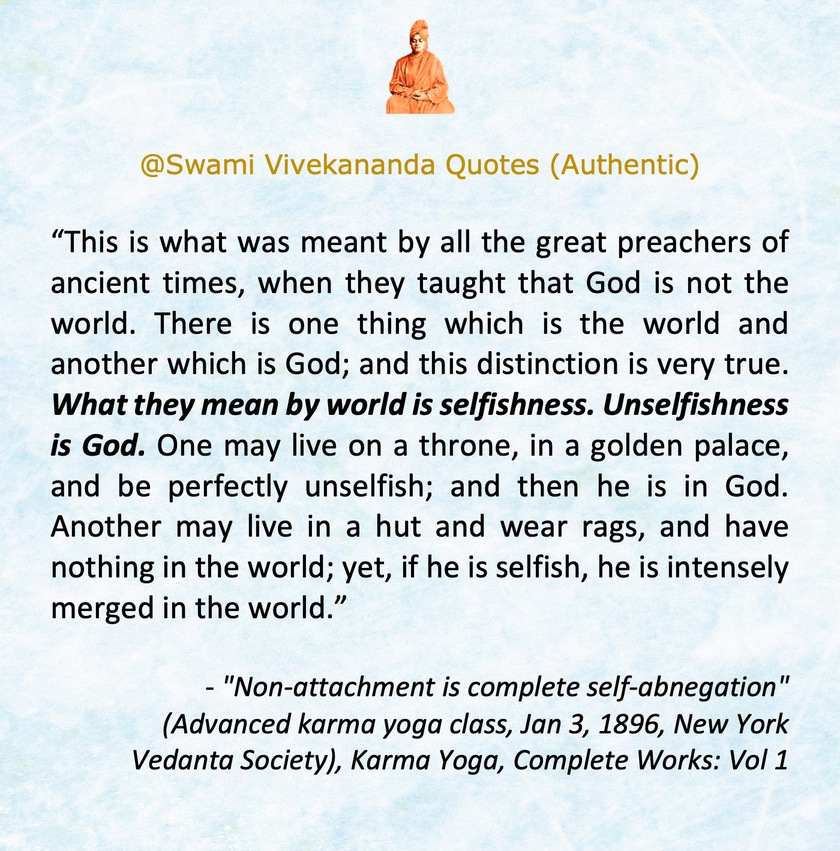 @Swami Vivekananda Quotes (Authentic)
“This is what was meant by all the great preachers of
ancient times, when they taught that God is not the
world. There is one thing which is the world and
another which is God; and this distinction is very true.
What they mean by world is selfishness. Unselfishness
is God. One may live on a throne, in a golden palace,
and be perfectly unselfish; and then he is in God.
Another may live in a hut and wear rags, and have
nothing in the world; yet, if he is selfish, he is intensely
merged in the world.”
- "Non-attachment is complete self-abnegation"
(Advanced karma yoga class, Jan 3, 1896, New York
Vedanta Society), Karma Yoga, Complete Works: Vol 1